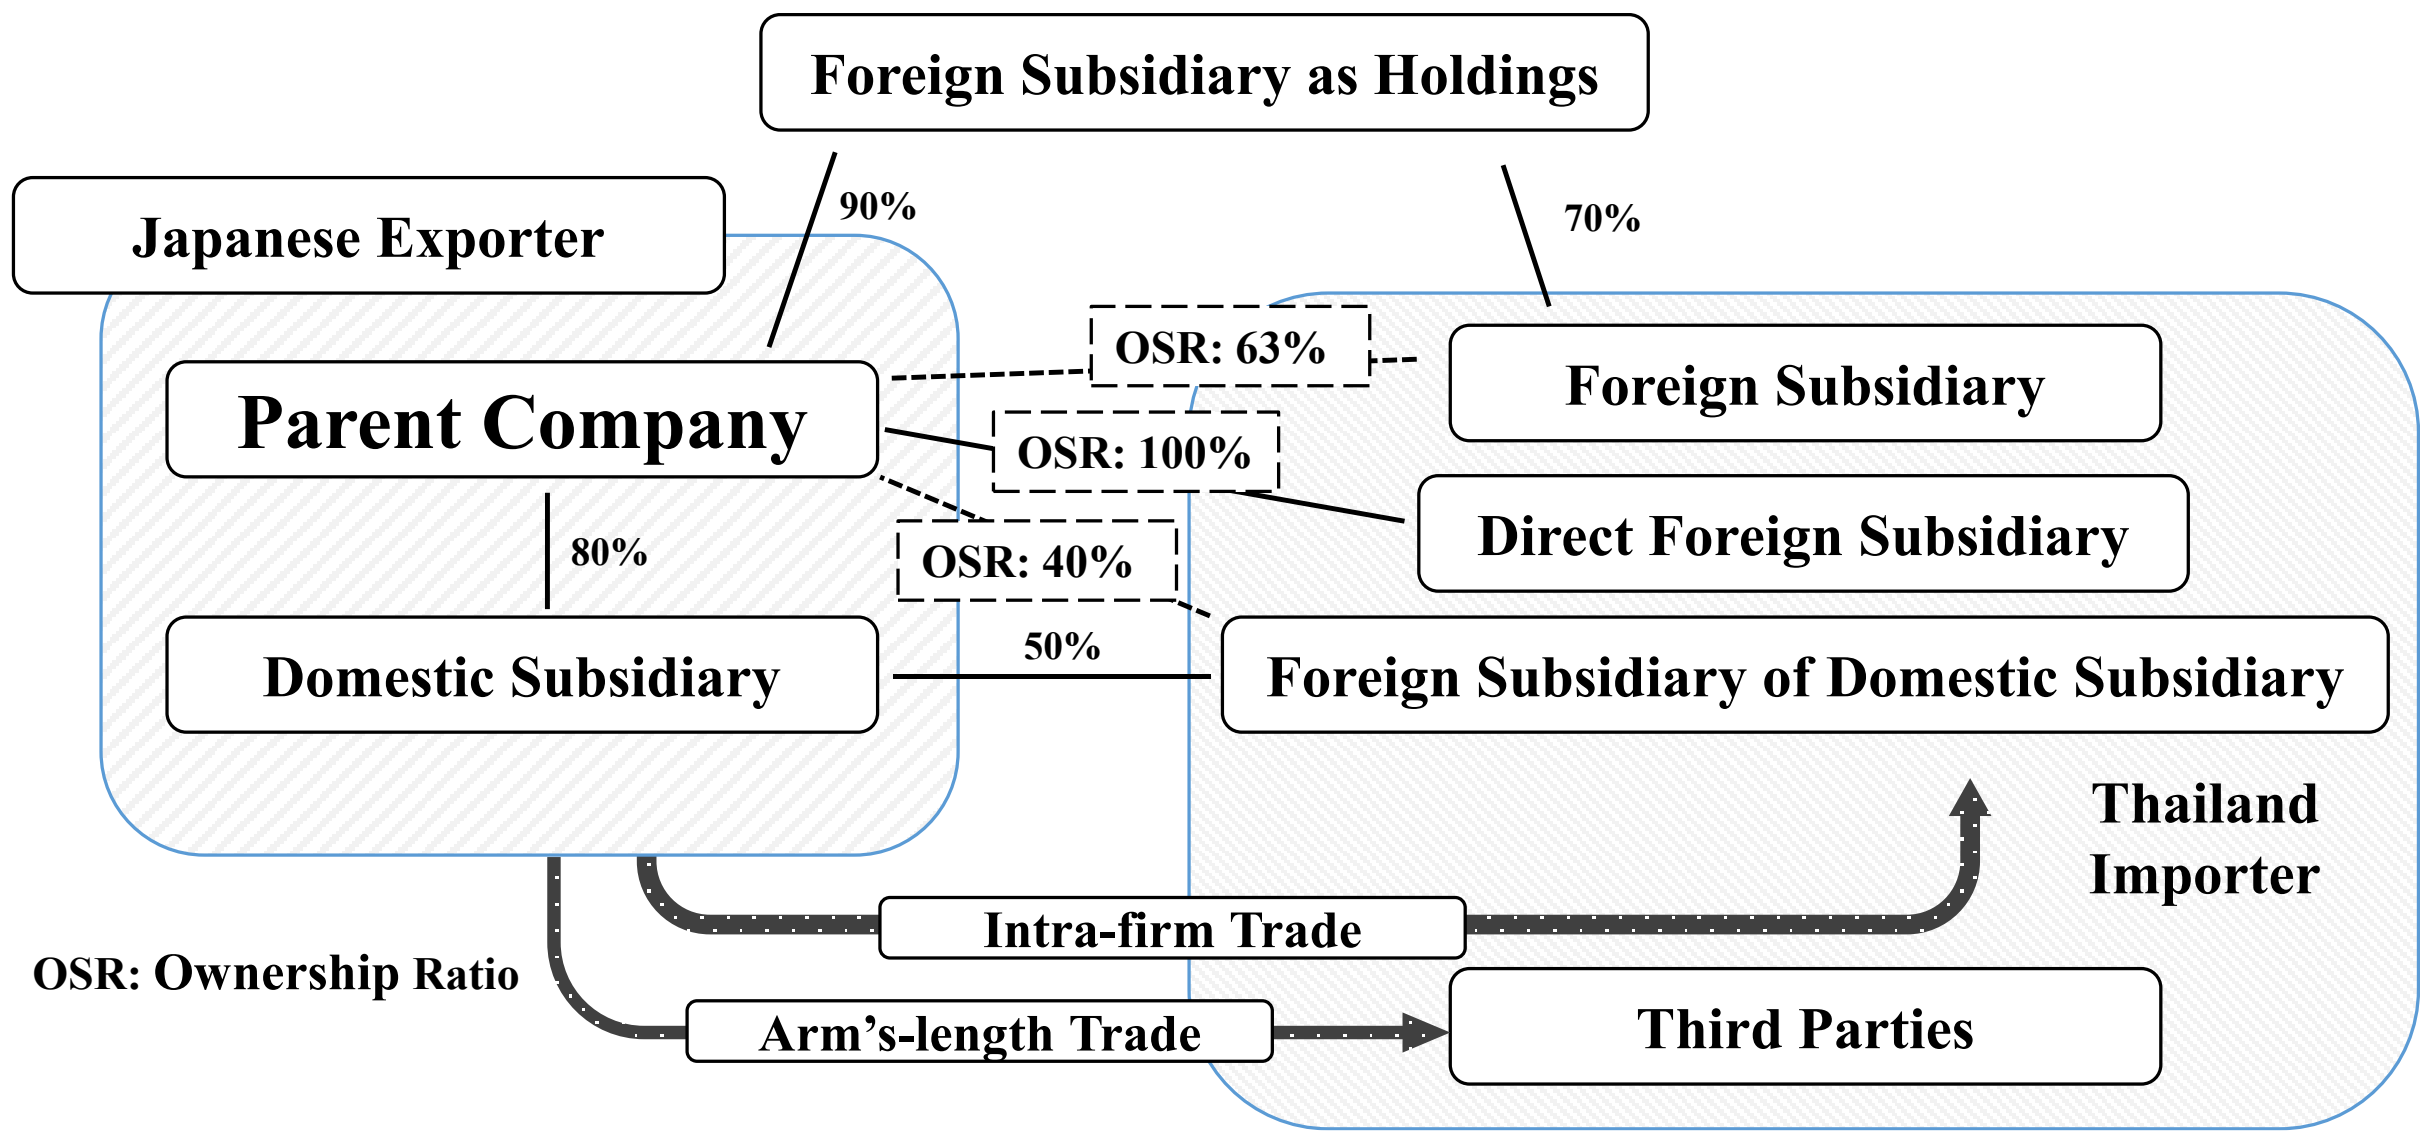 Foreign Subsidiary as Holdings
90%
70%
Japanese Exporter
OSR: 63%
Foreign Subsidiary
Parent Company
OSR: 100%
Direct Foreign Subsidiary
80%
OSR: 40%
50%
Domestic Subsidiary
Foreign Subsidiary of Domestic Subsidiary
Thailand
Importer
Intra-firm Trade
OSR: Ownership Ratio
Arm’s-length Trade
Third Parties